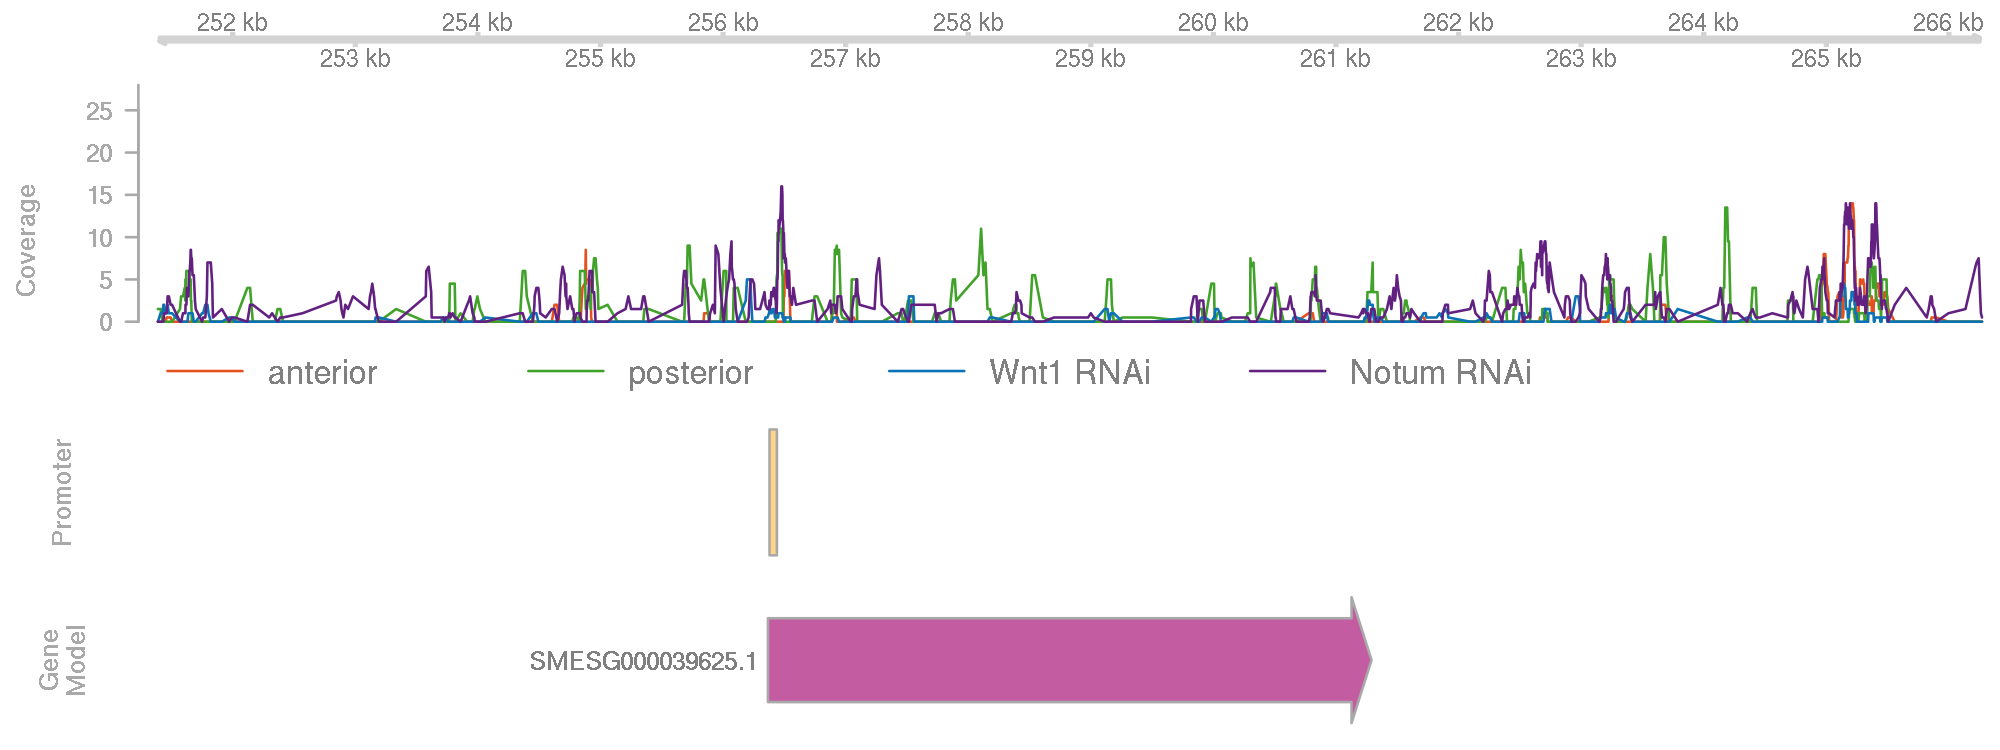 252 kb 254 kb 256 kb 258 kb 260 kb 262 kb 264 kb 266 kb
253 kb 255 kb 257 kb 259 kb 261 kb 263 kb 265 kb
25
20
15
10
5
0
Coverage
anterior posterior Wnt1 RNAi Notum RNAi
Promoter
Gene
Model
SMESG000039625.1